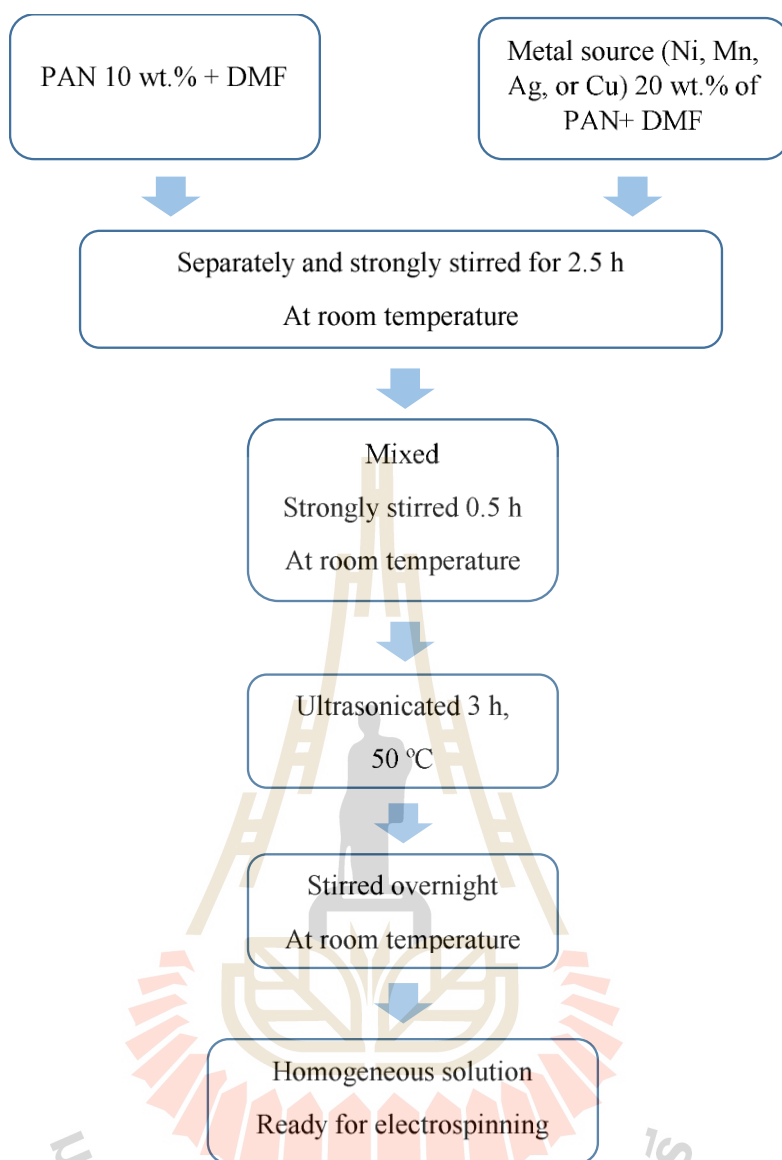 PAN 10 wt.% + DMF
Metal source (Ni, Mn,
Ag, or Cu) 20 wt.% of
PAN+ DMF
Separately and strongly stirred for 2.5 h
At room temperature
Mixed
Strongly stirred 0.5 h
At room temperature
Ultrasonicated 3 h,
50 ºC
Stirred overnight
At room temperature
Homogeneous solution
Ready for electrospinning